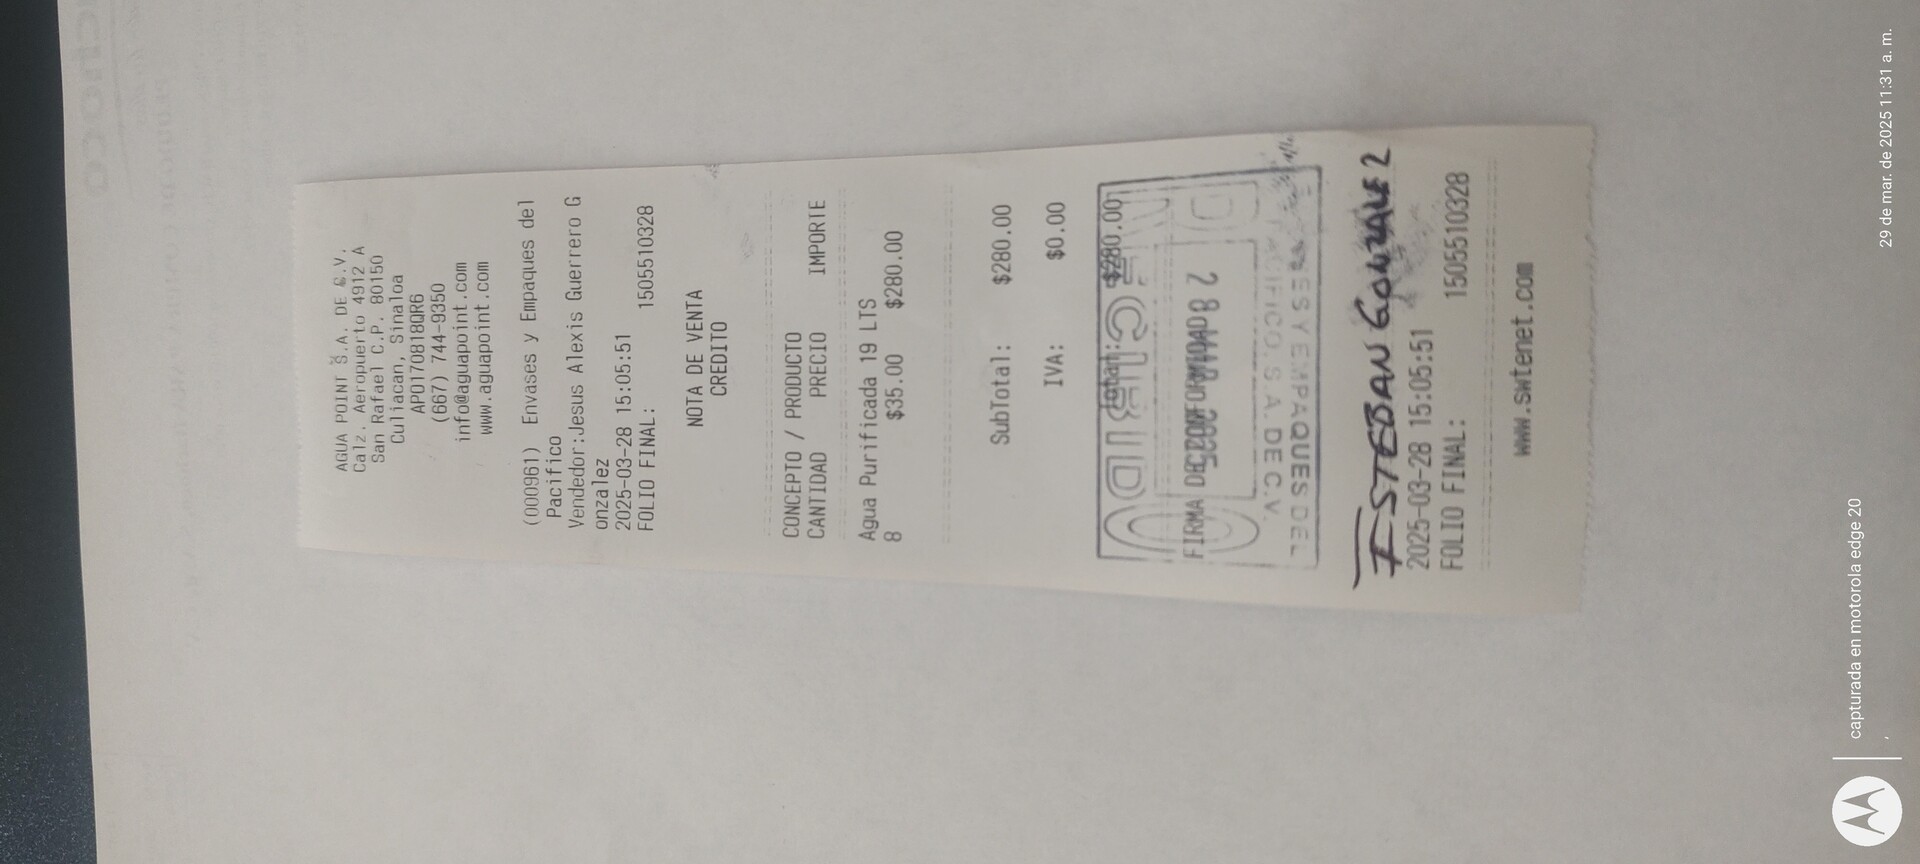 AGUA POINT S.A. DE C.V.
Calz. Aeropuerto 4912 A
San Rafael C.P. 80150
Culiacan, Sinaloa
APO170818QR6
(667) 744-9350
info@aguapoint.com
www.aguapoint.com
(000961) Envases y Empaques del
Pacifico
Vendedor:Jesus Alexis Guerrero G
onzalez
2025-03-28 15:05:51
FOLIO FINAL: 1505510328
NOTA DE VENTA
CREDITO
CONCEPTO / PRODUCTO
CANTIDAD PRECIO IMPORTE
Agua Purificada 19 LTS
8 $35.00 $280.00
SubTotal: $280.00
IVA: $0.00
Total: $280.00
RECIBIDO
FIRMA DE CONFORMIDAD
28 MAR 2025
ENVASES Y EMPAQUES DEL
PACIFICO, S.A. DE C.V.
ESTEBAN GONZALEZ
2025-03-28 15:05:51
FOLIO FINAL: 1505510328
www.swtenet.com
capturada en motorola edge 20
29 de mar. de 2025 11:31 a. m.